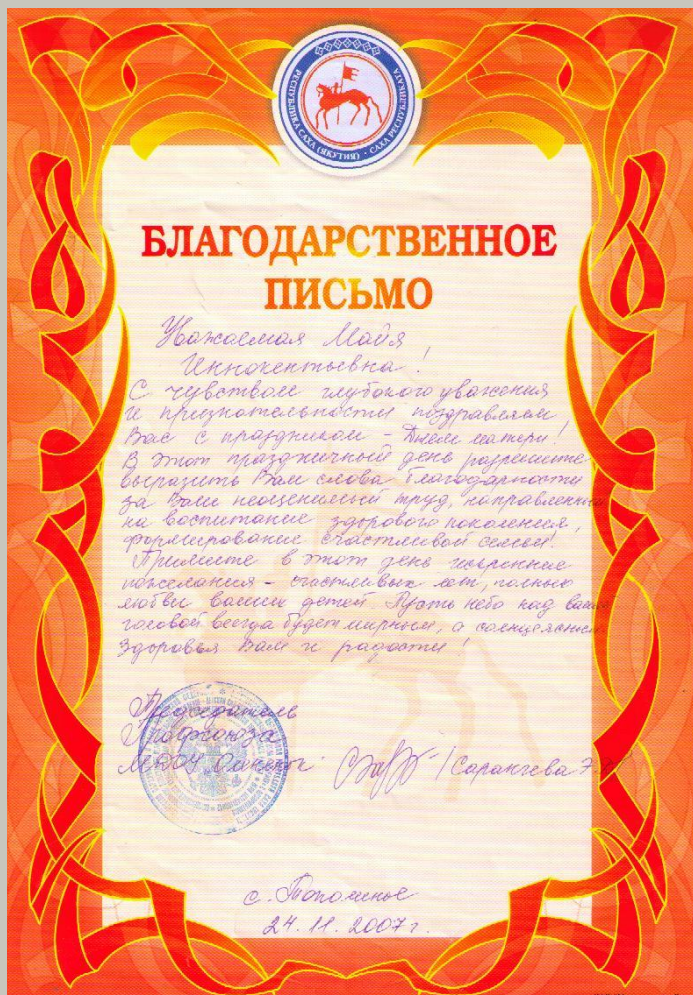 РЕСПУБЛИКА САХА (ЯКУТИЯ) · САХА РЕСПУБЛИКАТА
БЛАГОДАРСТВЕННОЕ
ПИСЬМО
Уважаемая Майя
Иннокентьевна!
С чувством глубокого уважения
и признательности поздравляем
Вас с праздником – Днем матери!
В этот праздничный день разрешите
выразить Вам слова благодарности
за Ваш неоценимый труд, направленный
на воспитание здорового поколения,
формирование счастливой семьи.
Примите в этот день искренние
пожелания – счастливых лет, полных
любви ваших детей. Пусть небо над вашей
головой всегда будет мирным, а солнце ясным.
Здоровья Вам и радости!
Председатель
Профсоюза
МДОУ
с. Тополиное
24.11.2007 г.